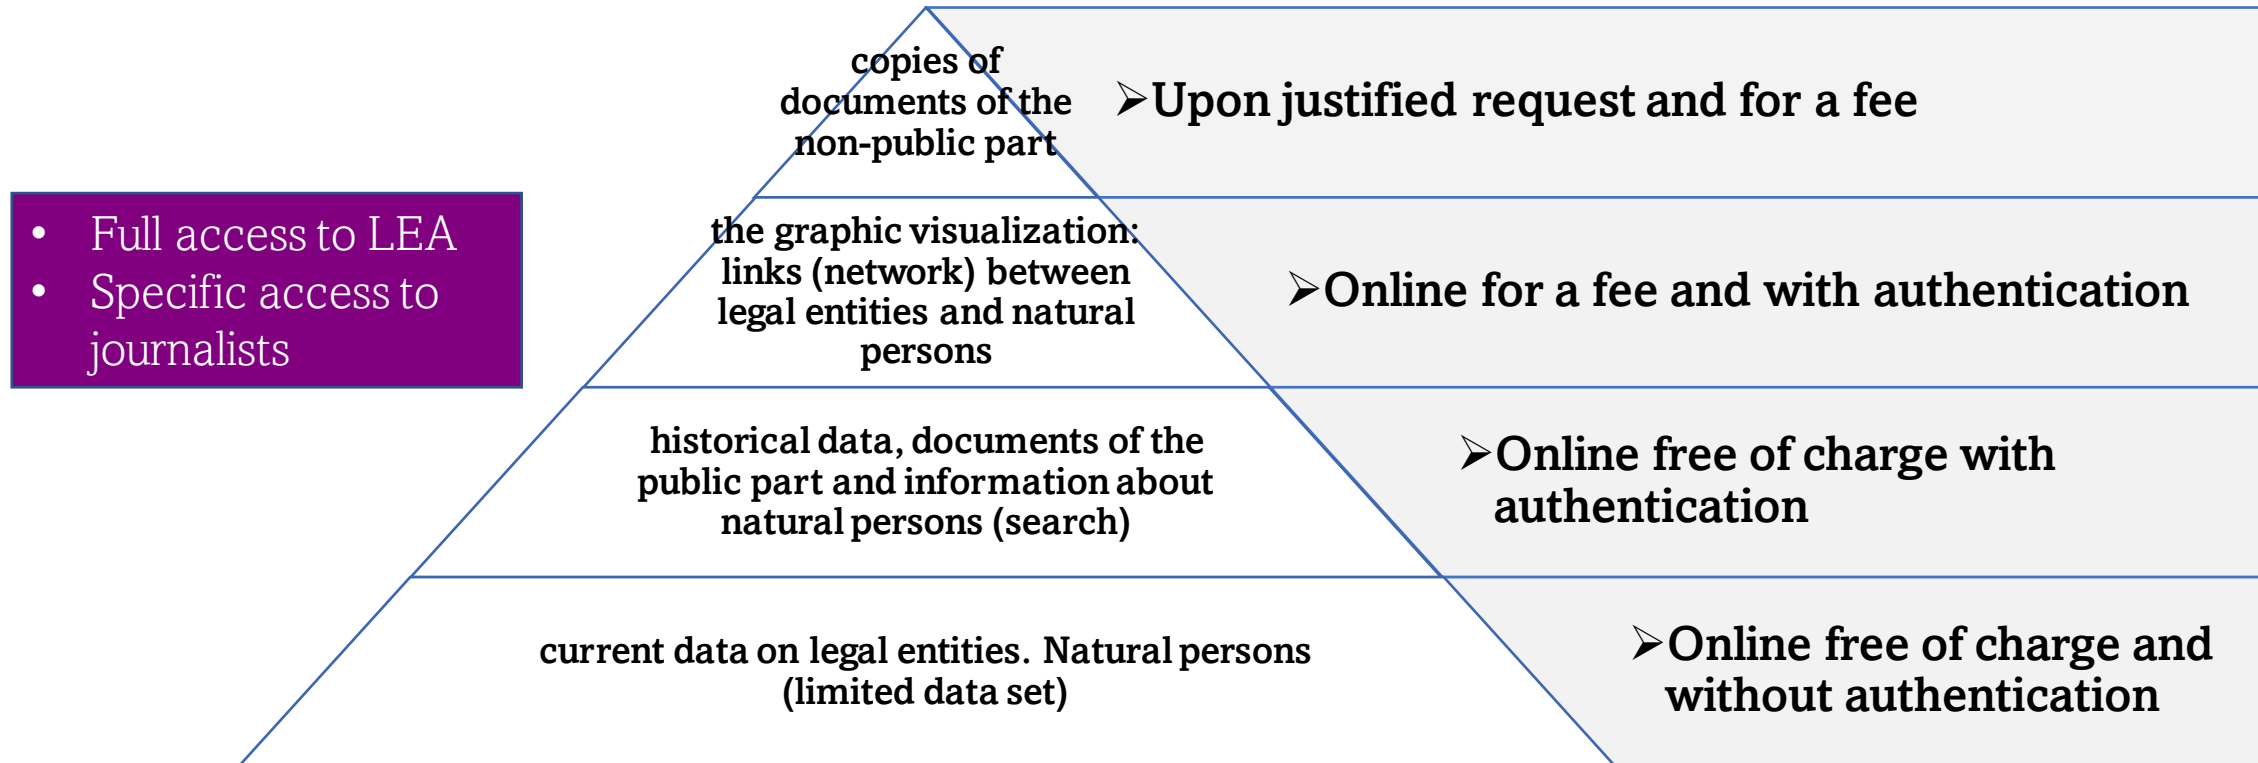 copies of
documents of the
non-public part
➢Upon justified request and for a fee
• Full access to LEA
• Specific access to
journalists
the graphic visualization:
links (network) between
legal entities and natural
persons
➢Online for a fee and with authentication
historical data, documents of the
public part and information about
natural persons (search)
➢Online free of charge with
authentication
current data on legal entities. Natural persons
(limited data set)
➢Online free of charge and
without authentication